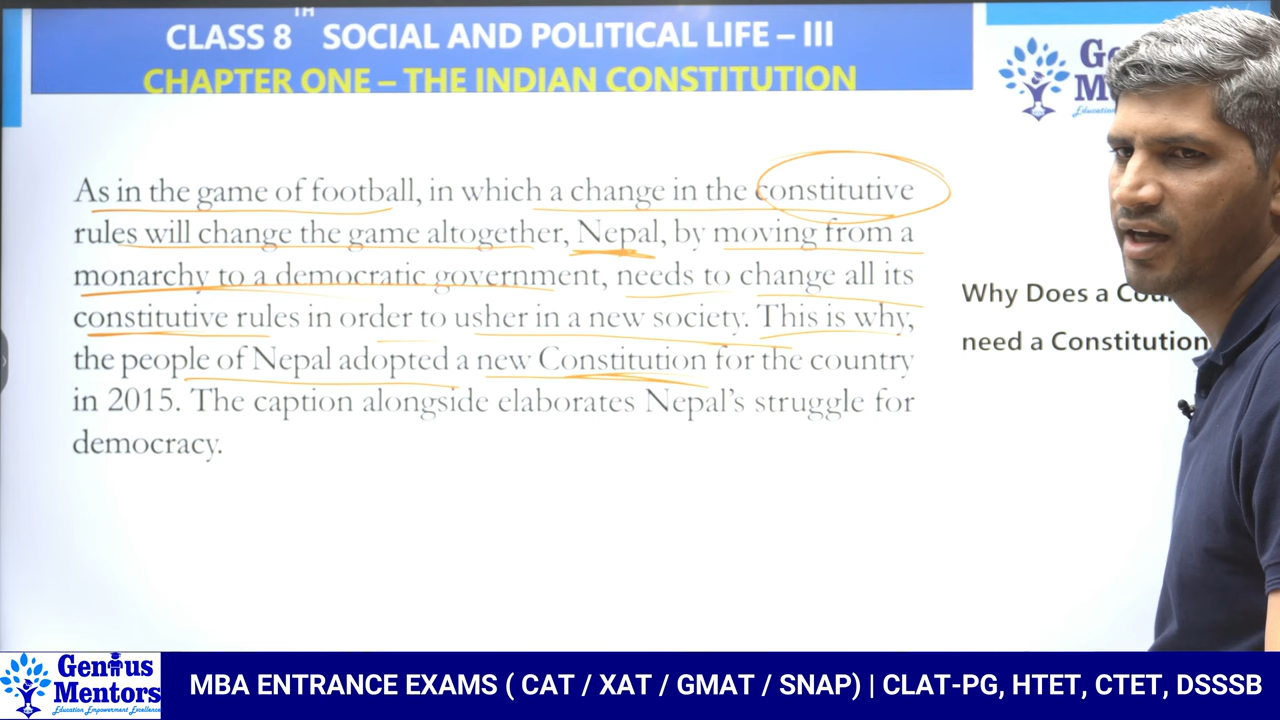 CLASS 8TH SOCIAL AND POLITICAL LIFE – III
CHAPTER ONE – THE INDIAN CONSTITUTION
As in the game of football, in which a change in the constitutive
rules will change the game altogether, Nepal, by moving from a
monarchy to a democratic government, needs to change all its
constitutive rules in order to usher in a new society. This is why,
the people of Nepal adopted a new Constitution for the country
in 2015. The caption alongside elaborates Nepal's struggle for
democracy.
Why Does a
need a Constitution
Genius
Mentors
Education Empowerment Excellence
MBA ENTRANCE EXAMS ( CAT / XAT / GMAT / SNAP) | CLAT-PG, HTET, CTET, DSSSB